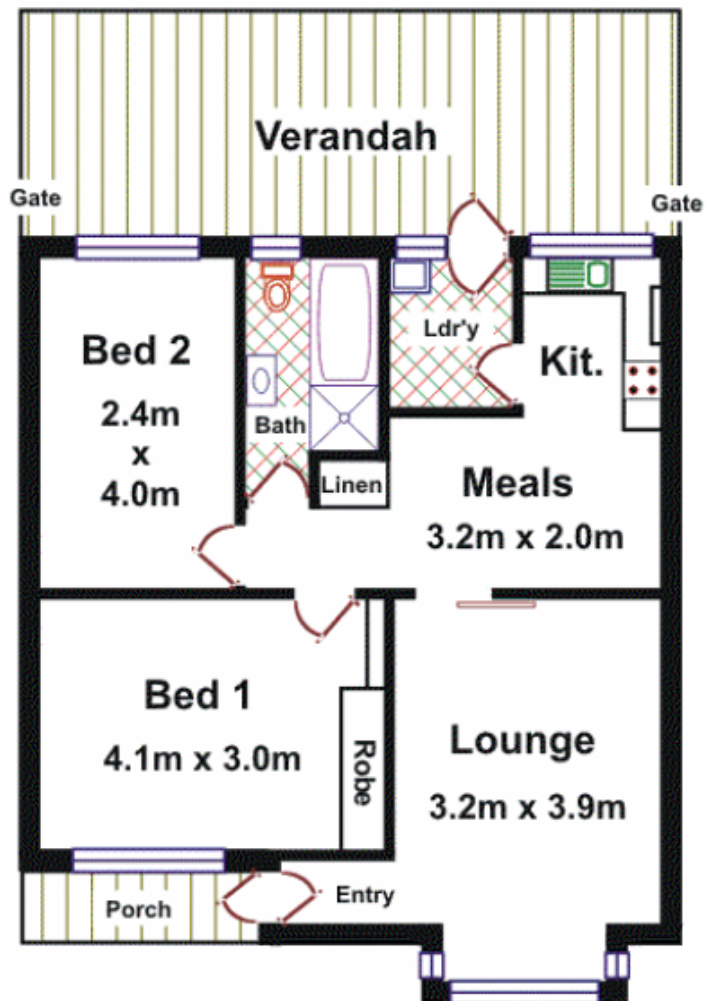 Verandah
Gate
Gate
Bed 2
2.4m
x
4.0m
Bath
Linen
Ldr'y
Kit.
Meals
3.2m x 2.0m
Bed 1
4.1m x 3.0m
Robe
Lounge
3.2m x 3.9m
Porch
Entry